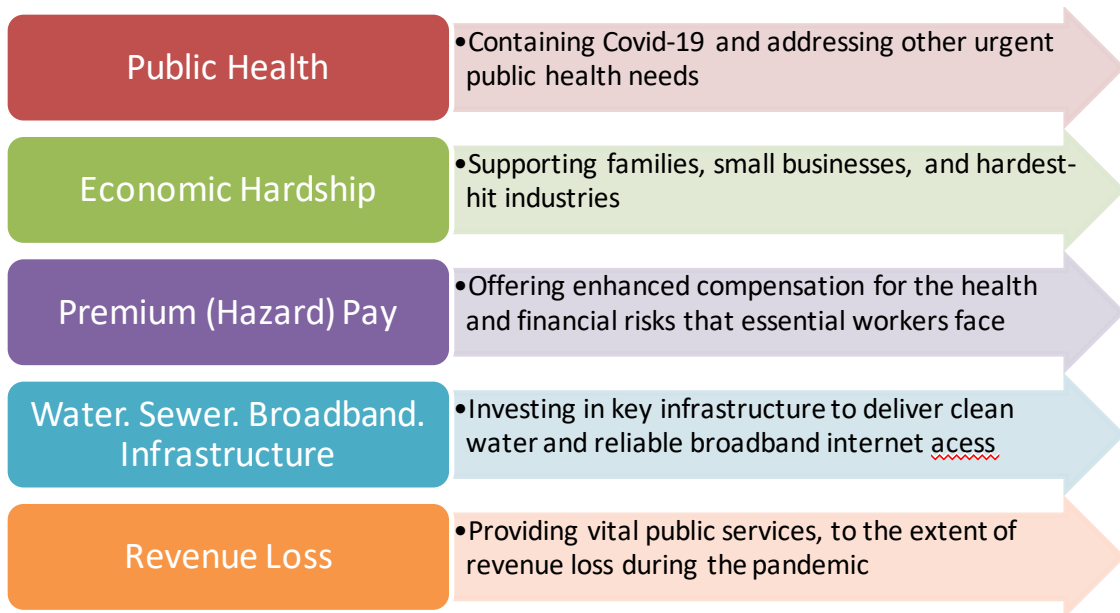 Public Health
•Containing Covid-19 and addressing other urgent
public health needs
Economic Hardship
•Supporting families, small businesses, and hardest-
hit industries
Premium (Hazard) Pay
•Offering enhanced compensation for the health
and financial risks that essential workers face
Water. Sewer. Broadband.
Infrastructure
•Investing in key infrastructure to deliver clean
water and reliable broadband internet acess
Revenue Loss
•Providing vital public services, to the extent of
revenue loss during the pandemic